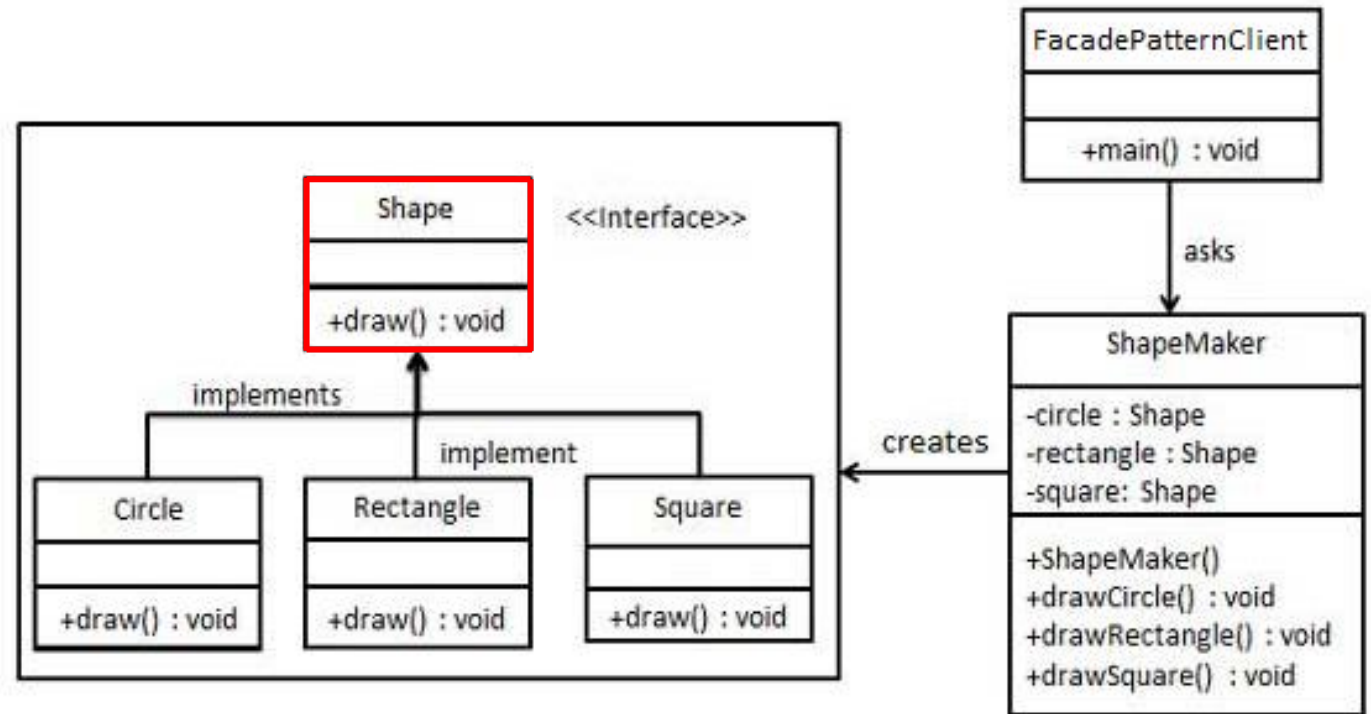 FacadePatternClient
+main() : void
asks
Shape
<<Interface>>
+draw() : void
implements
implement
Circle
+draw() : void
Rectangle
+draw() : void
Square
+draw() : void
creates
ShapeMaker
-circle : Shape
-rectangle : Shape
-square: Shape
+ShapeMaker()
+drawCircle() : void
+drawRectangle() : void
+drawSquare() : void